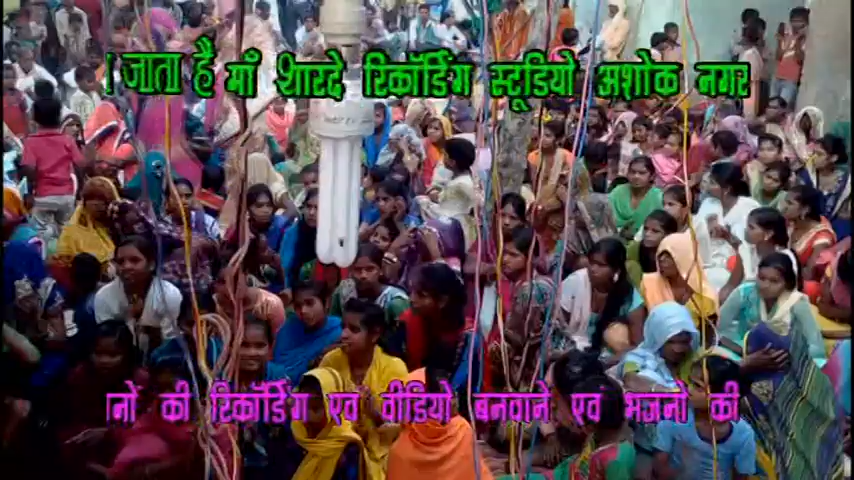 जाता है माँ शारदे रिकॉर्डिंग स्टूडियो अशोक नगर
नों की रिकॉर्डिंग एवं वीडियो बनवाने एवं भजनो की